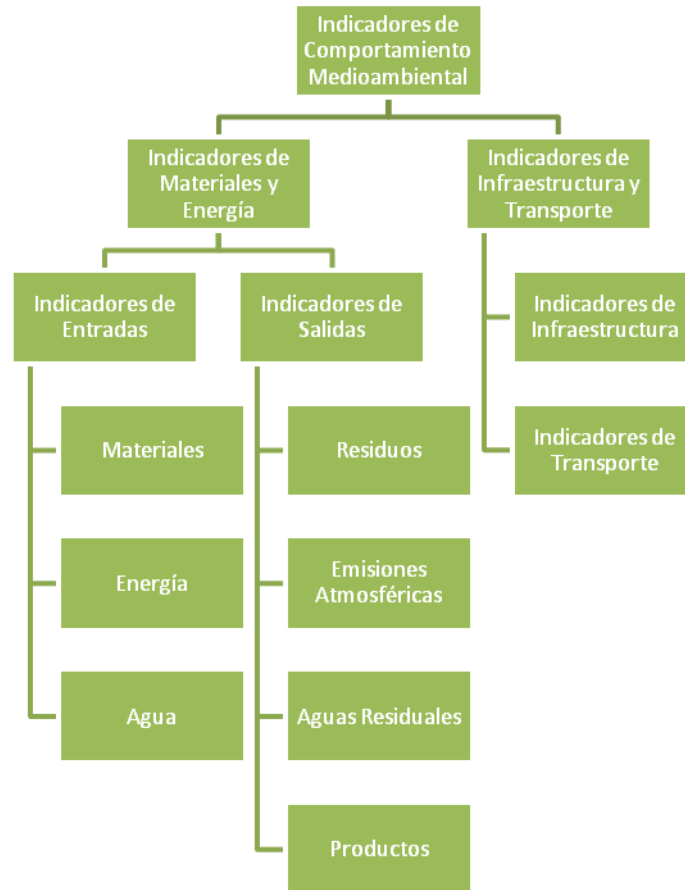 Indicadores de
Comportamiento
Medioambiental
Indicadores de
Materiales y
Energía
Indicadores de
Infraestructura y
Transporte
Indicadores de
Entradas
Indicadores de
Salidas
Indicadores de
Infraestructura
Materiales
Residuos
Indicadores de
Transporte
Energía
Emisiones
Atmosféricas
Agua
Aguas Residuales
Productos